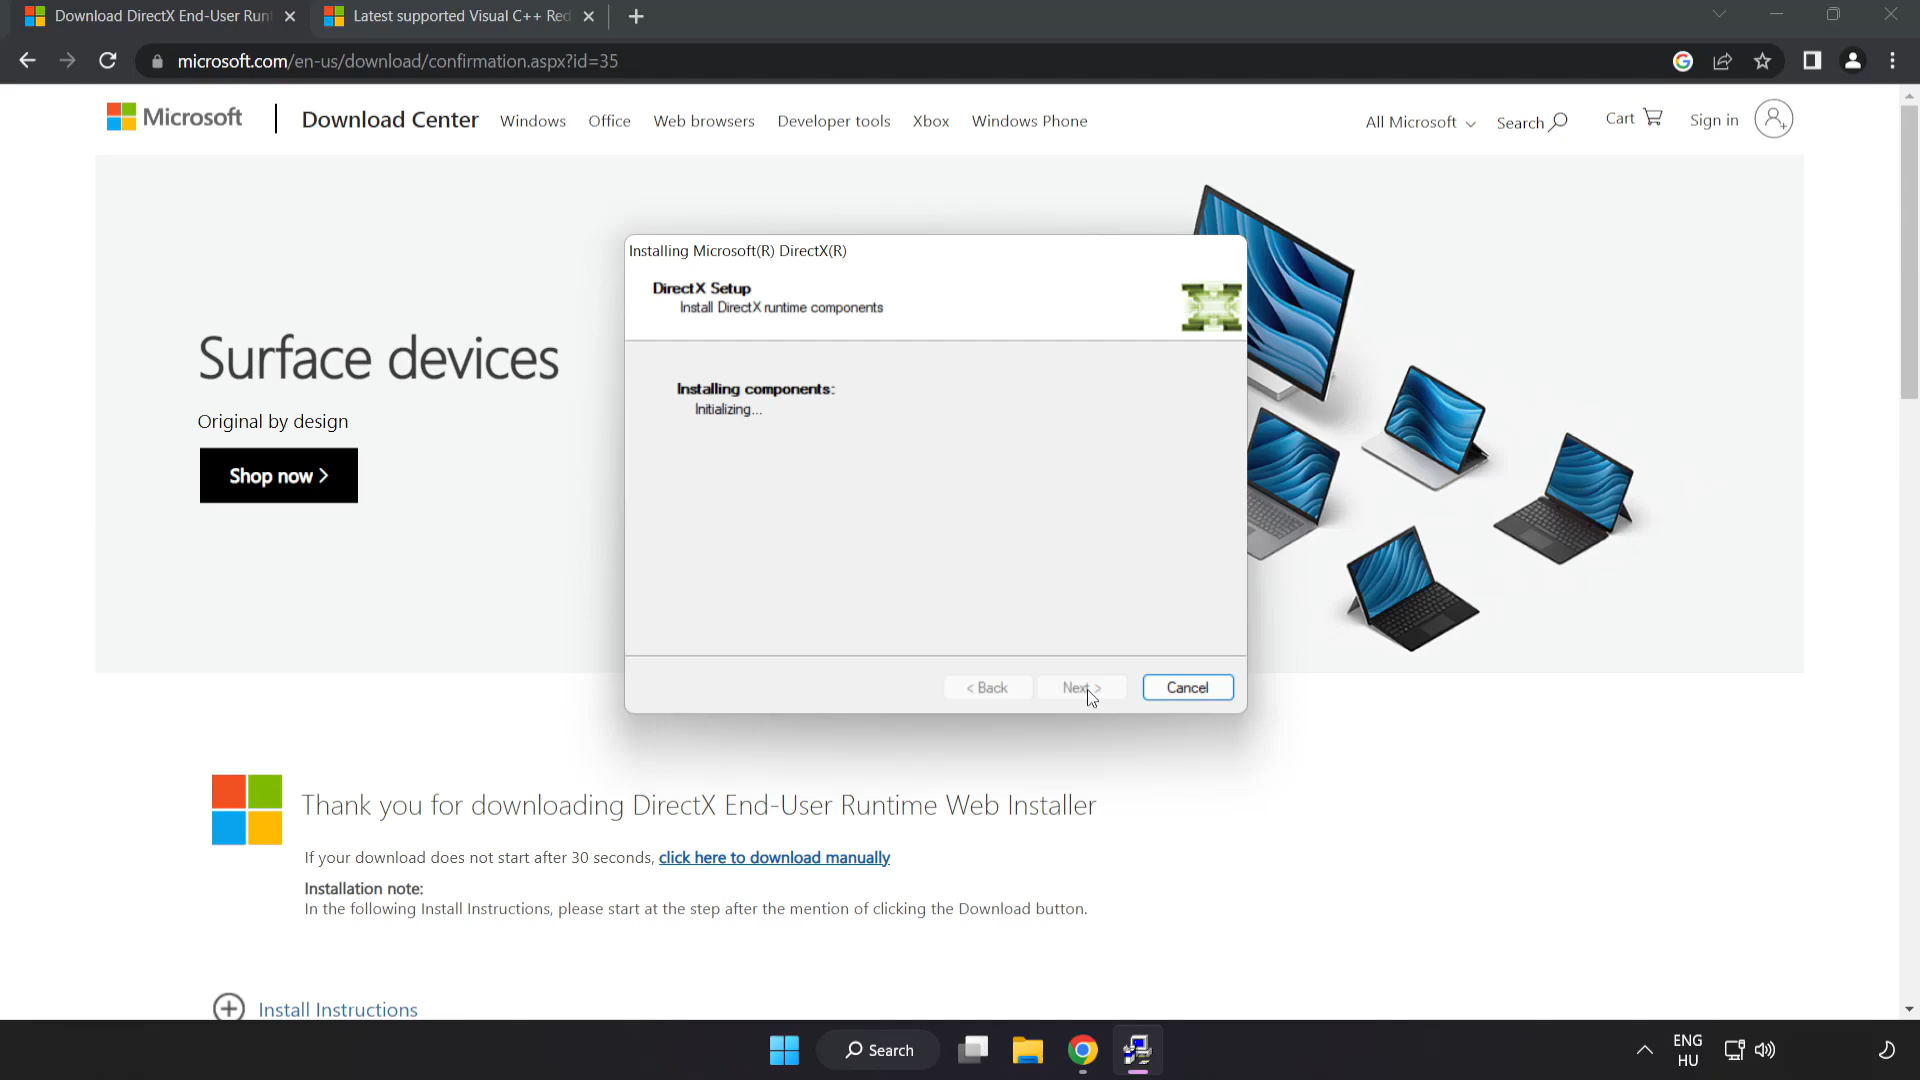 Download DirectX End-User Run
Latest supported Visual C++ Red
microsoft.com/en-us/download/confirmation.aspx?id=35
Microsoft
Download Center
Windows
Office
Web browsers
Developer tools
Xbox
Windows Phone
All Microsoft
Search
Cart
Sign in
Surface devices
Original by design
Shop now >
Installing Microsoft(R) DirectX(R)
DirectX Setup
Install DirectX runtime components
Installing components:
Initializing...
< Back
Next >
Cancel
Thank you for downloading DirectX End-User Runtime Web Installer
If your download does not start after 30 seconds, click here to download manually
Installation note:
In the following Install Instructions, please start at the step after the mention of clicking the Download button.
Install Instructions
Search
ENG
HU